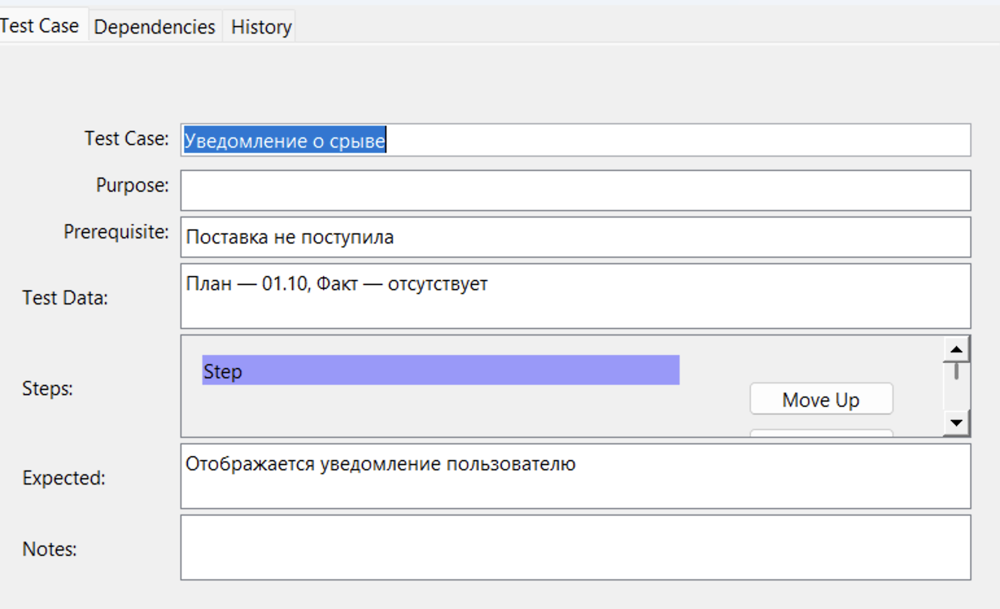 Test Case Dependencies History
Test Case: Уведомление о срыве
Purpose:
Prerequisite: Поставка не поступила
Test Data: План — 01.10, Факт — отсутствует
Steps: Step
Move Up
Expected: Отображается уведомление пользователю
Notes: